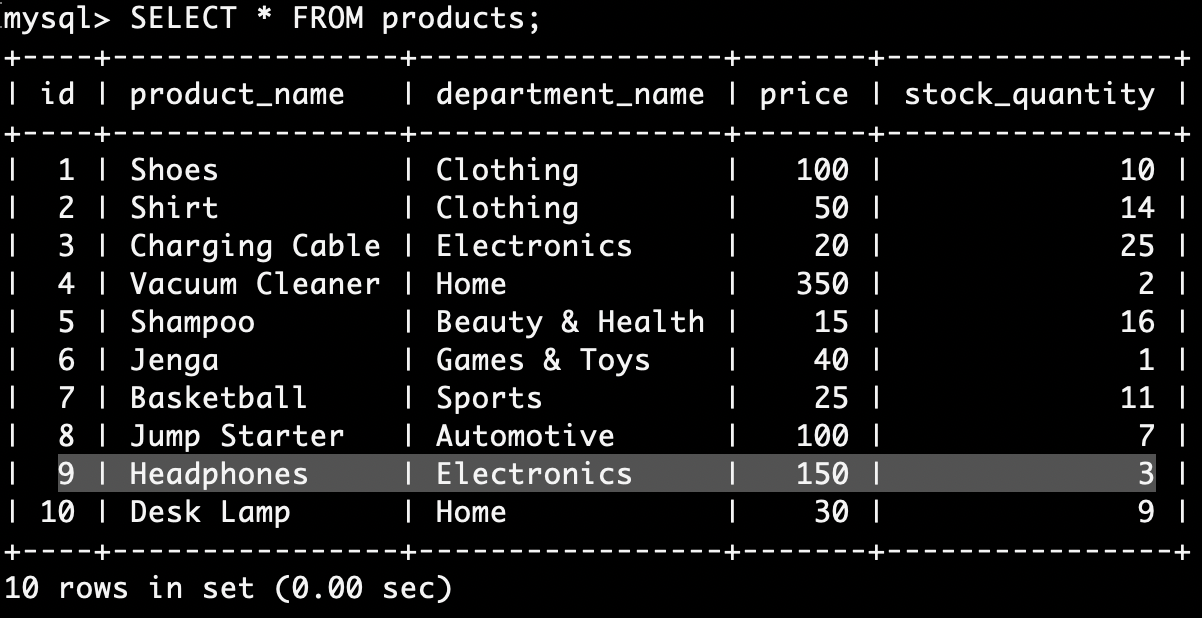 mysql> SELECT * FROM products;
+----+----------------+-----------------+-------+----------------+
| id | product_name   | department_name | price | stock_quantity |
+----+----------------+-----------------+-------+----------------+
|  1 | Shoes          | Clothing        |   100 |             10 |
|  2 | Shirt          | Clothing        |    50 |             14 |
|  3 | Charging Cable | Electronics     |    20 |             25 |
|  4 | Vacuum Cleaner | Home            |   350 |              2 |
|  5 | Shampoo        | Beauty & Health |    15 |             16 |
|  6 | Jenga          | Games & Toys    |    40 |              1 |
|  7 | Basketball     | Sports          |    25 |             11 |
|  8 | Jump Starter   | Automotive      |   100 |              7 |
|  9 | Headphones     | Electronics     |   150 |              3 |
| 10 | Desk Lamp      | Home            |    30 |              9 |
+----+----------------+-----------------+-------+----------------+
10 rows in set (0.00 sec)